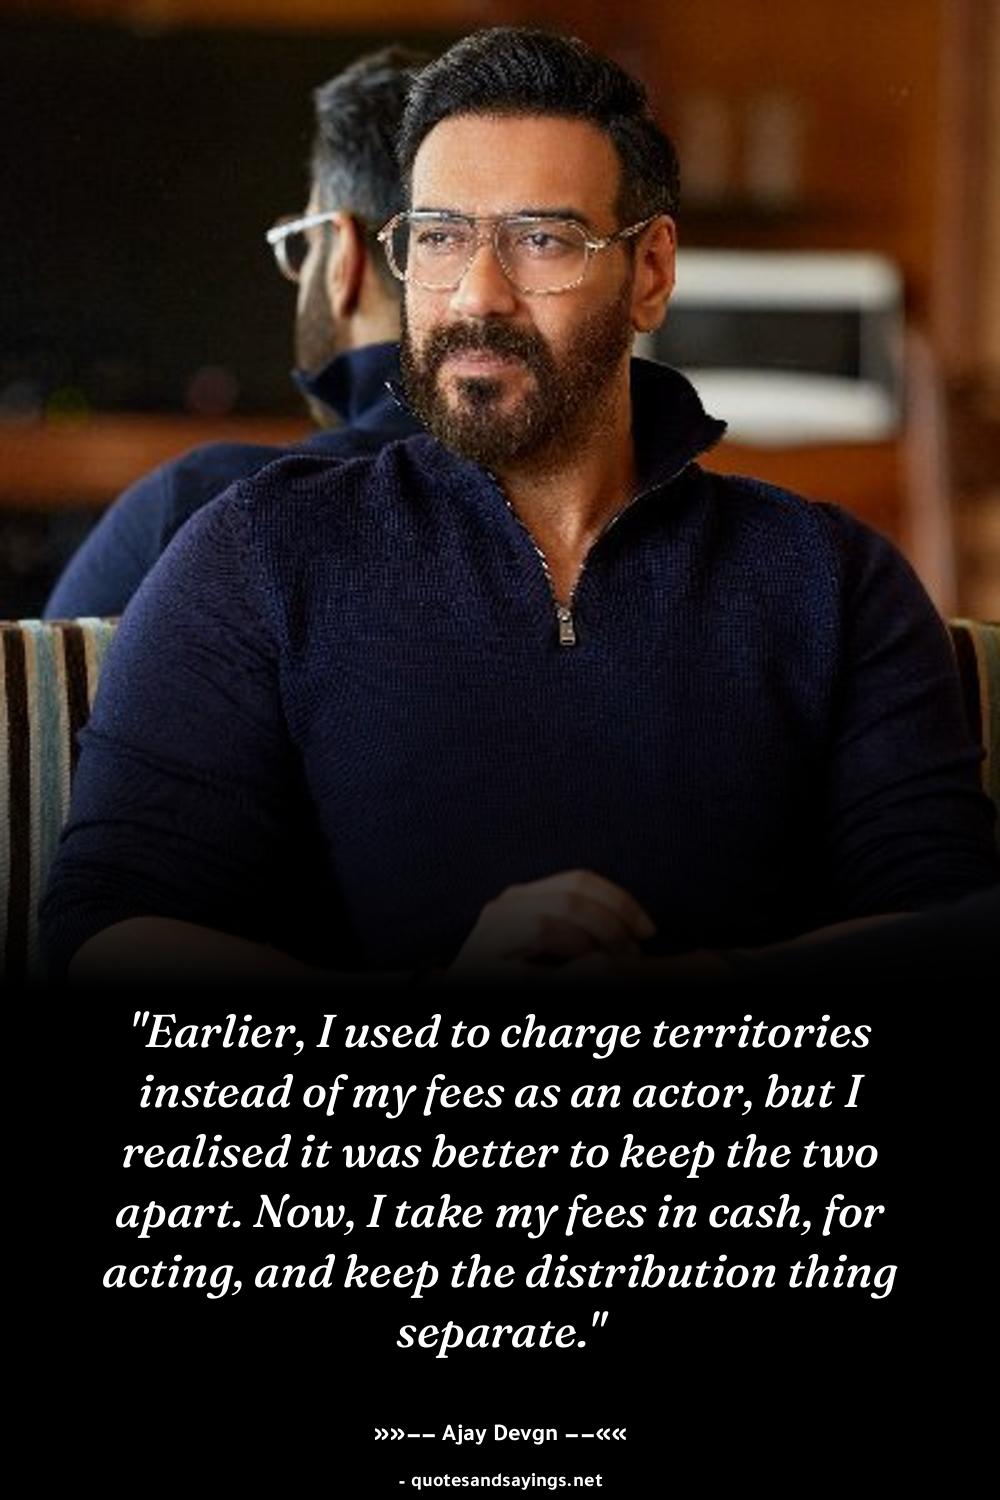 "Earlier, I used to charge territories
instead of my fees as an actor, but I
realised it was better to keep the two
apart. Now, I take my fees in cash, for
acting, and keep the distribution thing
separate."
»»–– Ajay Devgn ––««
- quotesandsayings.net